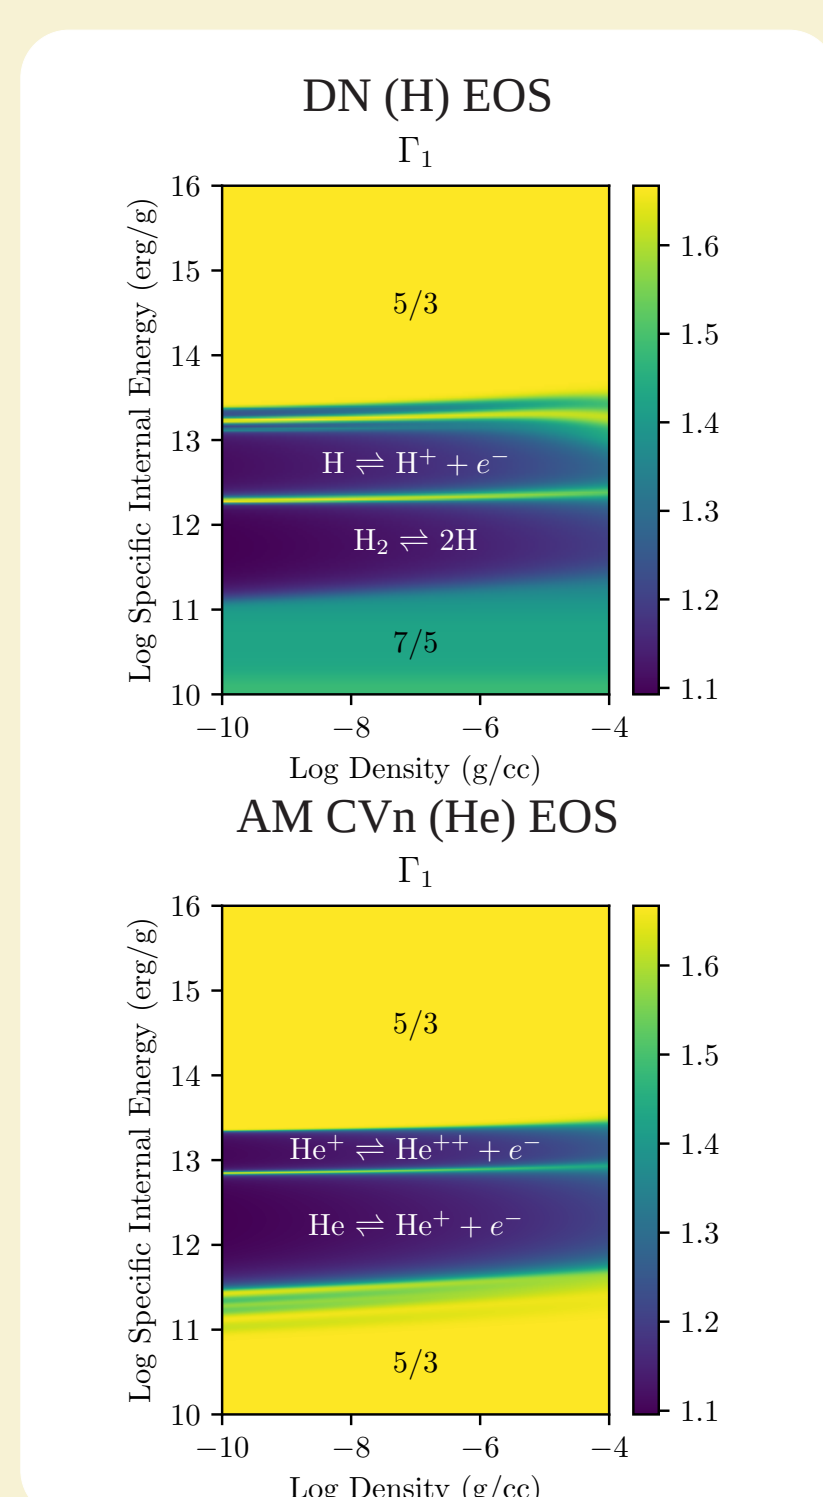 DN (H) EOS
Γ₁
16
15
14
13
12
11
10
Log Specific Internal Energy (erg/g)
5/3
H ⇌ H⁺ + e⁻
H₂ ⇌ 2H
7/5
1.6
1.5
1.4
1.3
1.2
1.1
−10 −8 −6 −4
Log Density (g/cc)
AM CVn (He) EOS
Γ₁
16
15
14
13
12
11
10
Log Specific Internal Energy (erg/g)
5/3
He⁺ ⇌ He⁺⁺ + e⁻
He ⇌ He⁺ + e⁻
5/3
1.6
1.5
1.4
1.3
1.2
1.1
−10 −8 −6 −4
Log Density (g/cc)